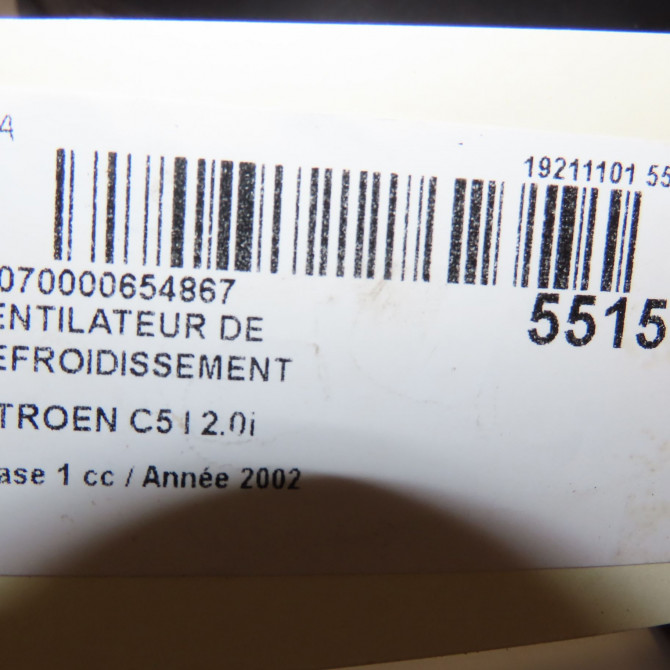 A
19211101 55
070000654867
5515
ENTILATEUR DE
EFROIDISSEMENT
TROEN C5 I 2.0i
ase 1 cc / Année 2002